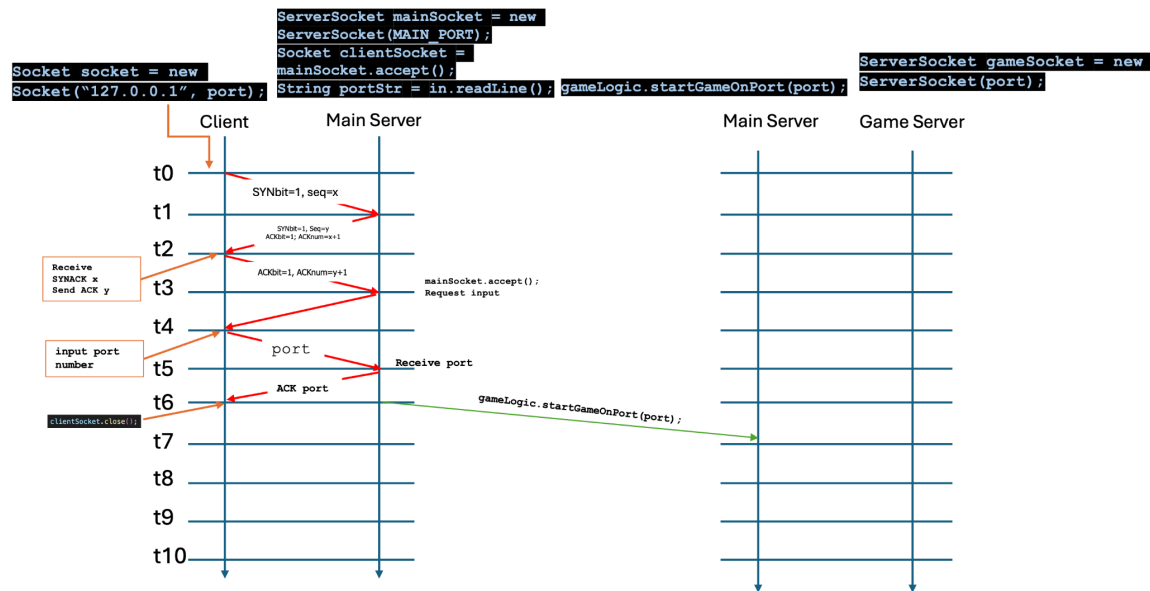 ServerSocket mainSocket = new
ServerSocket(MAIN_PORT);
Socket clientSocket =
mainSocket.accept();
String portStr = in.readLine();
Socket socket = new
Socket(“127.0.0.1”, port);
gameLogic.startGameOnPort(port);
ServerSocket gameSocket = new
ServerSocket(port);
Client
Main Server
Main Server
Game Server
t0
SYNbit=1, seq=x
t1
SYNbit=1, Seq=y
ACKbit=1; ACKnum=x+1
t2
Receive
SYNACK x
Send ACK y
ACKbit=1, ACKnum=y+1
mainSocket.accept();
Request input
t3
t4
input port
number
port
Receive port
t5
ACK port
t6
clientSocket.close();
gameLogic.startGameOnPort(port);
t7
t8
t9
t10